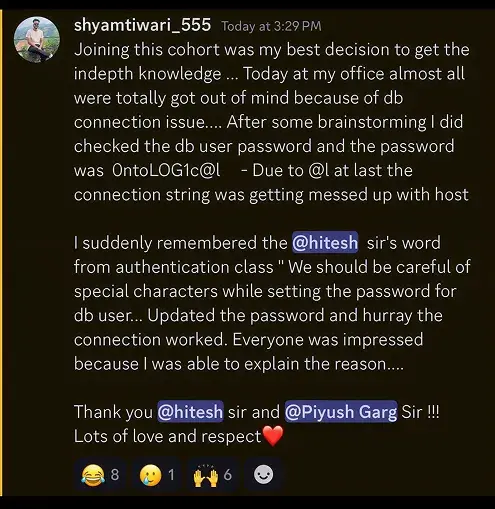 shyamtiwari_555 Today at 3:29 PM
Joining this cohort was my best decision to get the
indepth knowledge ... Today at my office almost all
were totally got out of mind because of db
connection issue.... After some brainstorming I did
checked the db user password and the password
was 0ntoLOG1c@l - Due to @l at last the
connection string was getting messed up with host
I suddenly remembered the @hitesh sir's word
from authentication class " We should be careful of
special characters while setting the password for
db user... Updated the password and hurray the
connection worked. Everyone was impressed
because I was able to explain the reason....
Thank you @hitesh sir and @Piyush Garg Sir !!!
Lots of love and respect❤️
😂 8 🥲 1 🙌 6